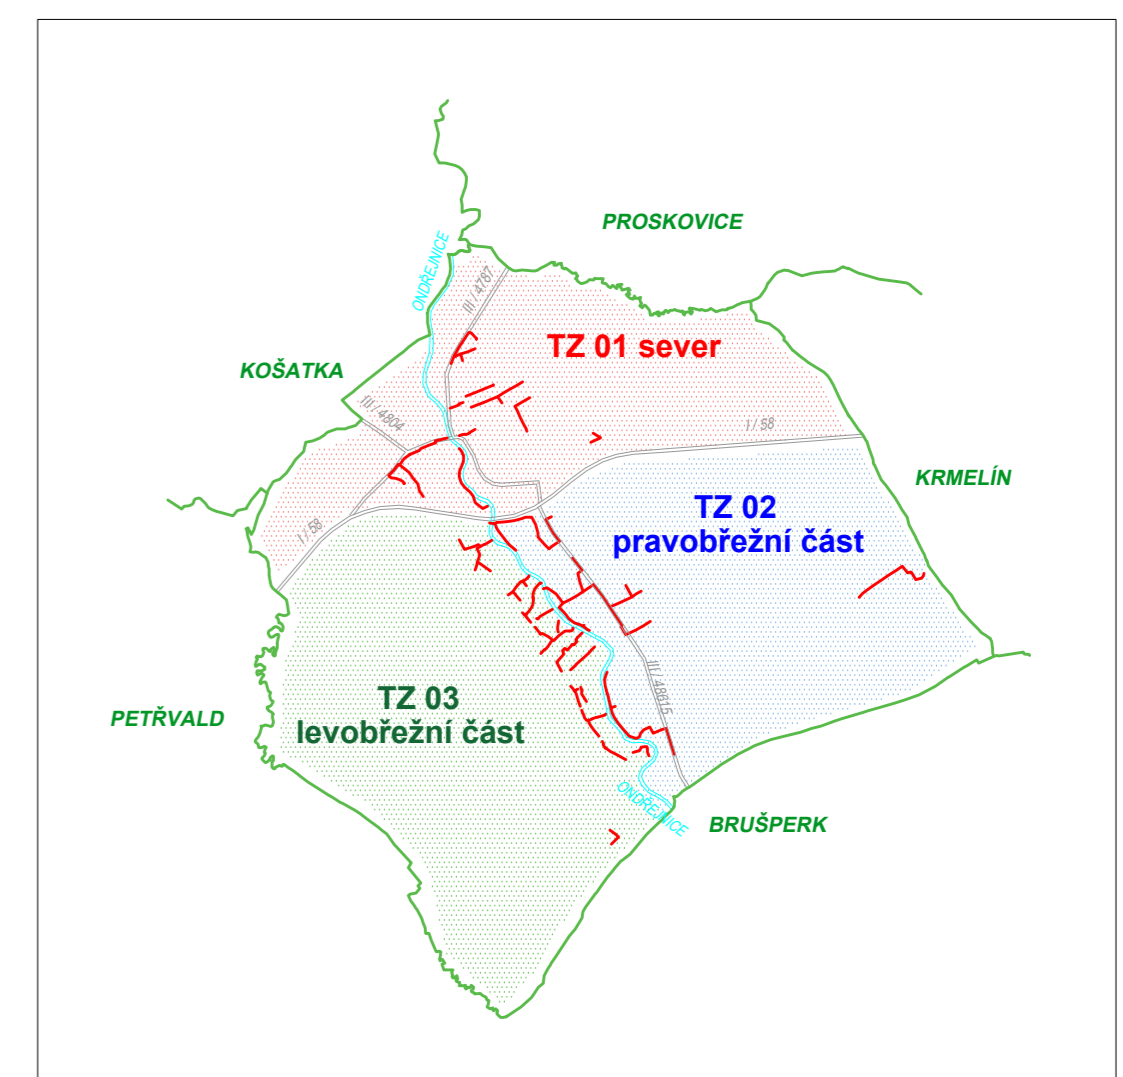 PROSKOVICE
ONDŘEJNICE
III / 4787
TZ 01 sever
KOŠATKA
III / 4804
I / 58
KRMELÍN
TZ 02
pravobřežní část
I / 58
III / 48615
TZ 03
levobřežní část
PETŘVALD
ONDŘEJNICE
BRUŠPERK